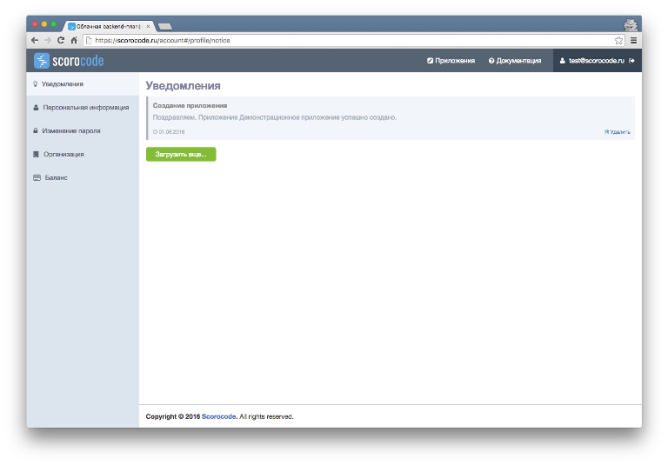 Облачная backend-плат
https://scorocode.ru/account#/profile/notice
scorocode
Приложения
Документация
test@scorocode.ru
Уведомления
Персональная информация
Изменение пароля
Организация
Баланс
Уведомления
Создание приложения
Поздравляем. Приложение Демонстрационное приложение успешно создано.
01.06.2016
Удалить
Загрузить еще...
Copyright © 2016 Scorocode. All rights reserved.